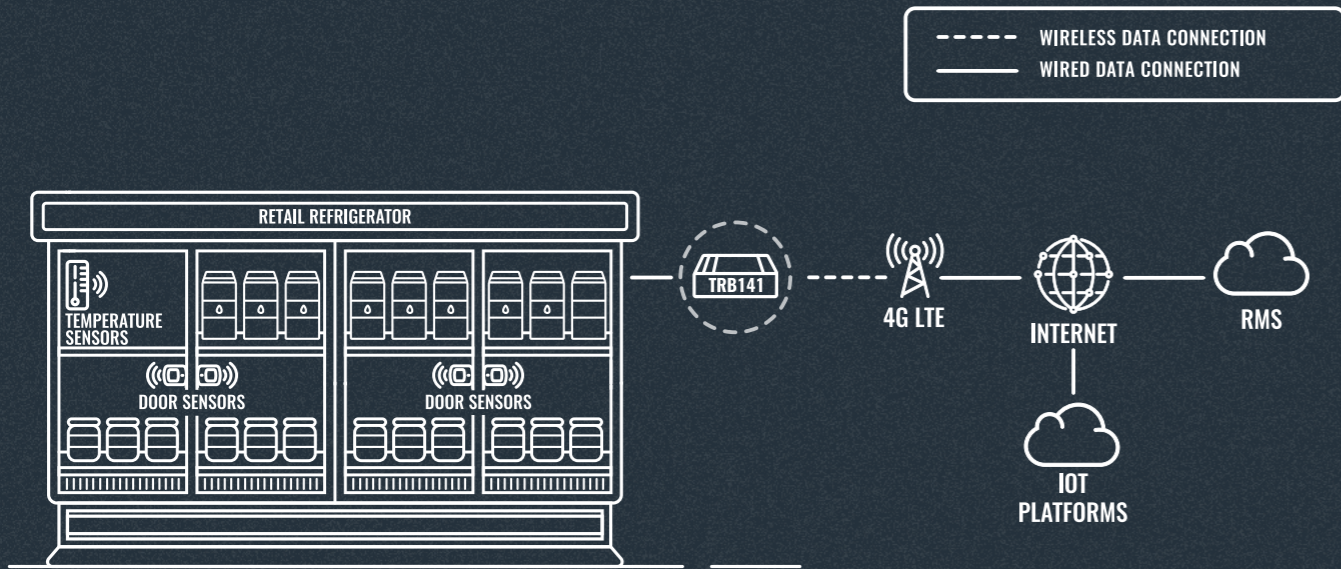 WIRELESS DATA CONNECTION
WIRED DATA CONNECTION
RETAIL REFRIGERATOR
TEMPERATURE
SENSORS
DOOR SENSORS
DOOR SENSORS
TRB141
4G LTE
INTERNET
RMS
IOT
PLATFORMS